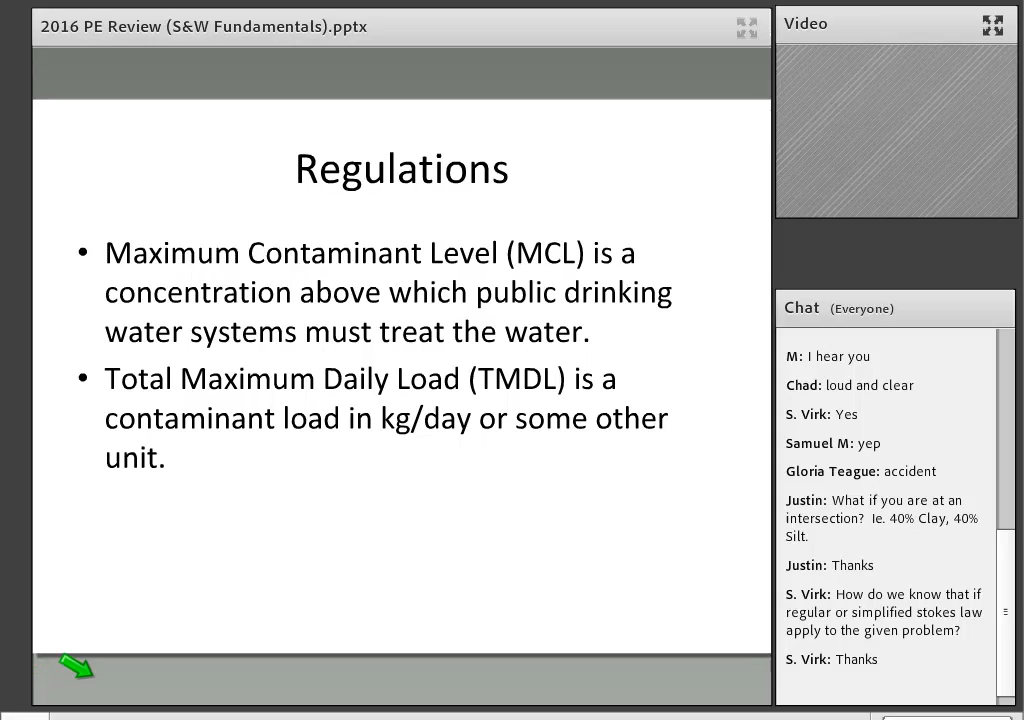 2016 PE Review (S&W Fundamentals).pptx
Regulations
• Maximum Contaminant Level (MCL) is a
concentration above which public drinking
water systems must treat the water.
• Total Maximum Daily Load (TMDL) is a
contaminant load in kg/day or some other
unit.
Video
Chat (Everyone)
M: I hear you
Chad: loud and clear
S. Virk: Yes
Samuel M: yep
Gloria Teague: accident
Justin: What if you are at an
intersection? Ie. 40% Clay, 40%
Silt.
Justin: Thanks
S. Virk: How do we know that if
regular or simplified stokes law
apply to the given problem?
S. Virk: Thanks